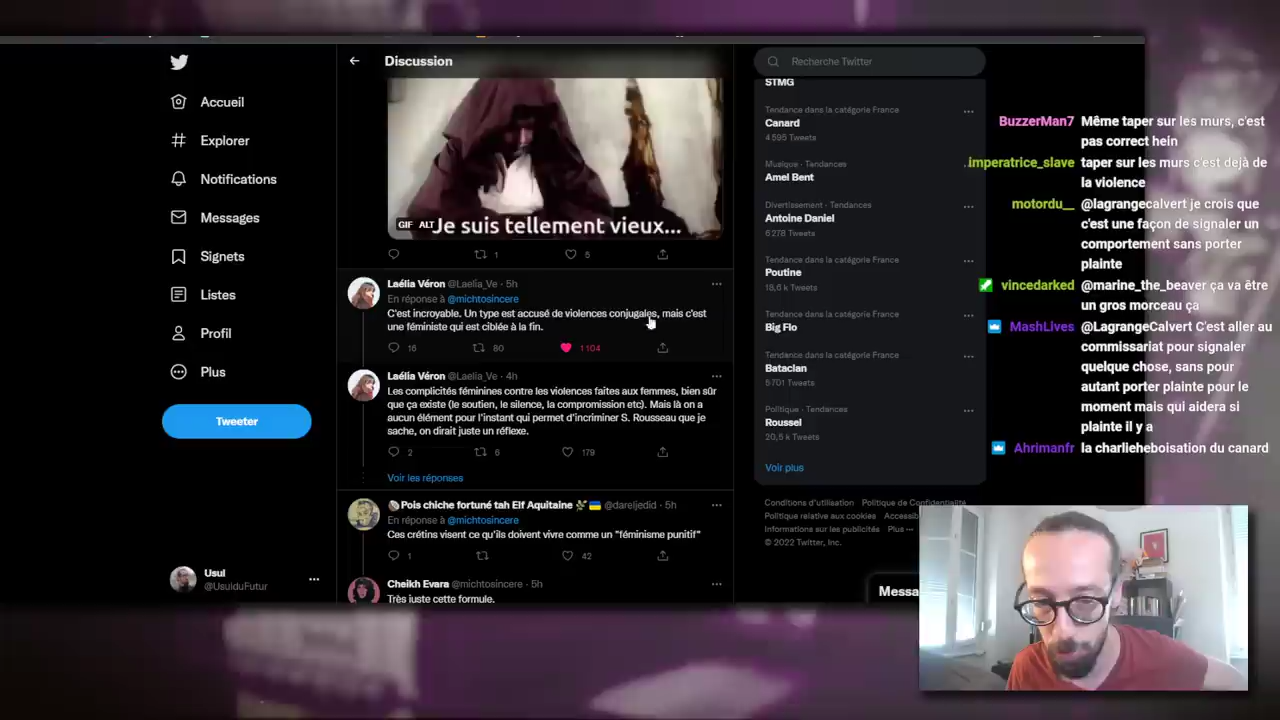 Accueil
Explorer
Notifications
Messages
Signets
Listes
Profil
Plus
Tweeter
Usul
@UsulduFutur
Discussion
GIF ALT
Je suis tellement vieux...
1 5
Laélia Véron @Laelia_Ve · 5h
En réponse à @michtosincere
C'est incroyable. Un type est accusé de violences conjugales, mais c'est
une féministe qui est ciblée à la fin.
16 80 1 104
Laélia Véron @Laelia_Ve · 4h
Les complicités féminines contre les violences faites aux femmes, bien sûr
que ça existe (le soutien, le silence, la compromission etc). Mais là on a
aucun élément pour l'instant qui permet d'incriminer S. Rousseau que je
sache, on dirait juste un réflexe.
2 6 179
Voir les réponses
Pois chiche fortuné tah Elf Aquitaine @dareljedid · 5h
En réponse à @michtosincere
Ces crétins visent ce qu'ils doivent vivre comme un "féminisme punitif"
1 42
Cheikh Evara @michtosincere · 5h
Très juste cette formule.
Recherche Twitter
STMG
Tendance dans la catégorie France
Canard
4 595 Tweets
Musique · Tendances
Amel Bent
Divertissement · Tendances
Antoine Daniel
6 278 Tweets
Tendance dans la catégorie France
Poutine
18,6 k Tweets
Tendance dans la catégorie France
Big Flo
Tendance dans la catégorie France
Bataclan
5 701 Tweets
Politique · Tendances
Roussel
20,5 k Tweets
Voir plus
Conditions d'utilisation Politique de Confidentialité
Politique relative aux cookies
Informations sur les publicités Plus
© 2022 Twitter, Inc.
BuzzerMan7 Même taper sur les murs, c'est
pas correct hein
imperatrice_slave taper sur les murs c'est dejà de
la violence
motordu__ @lagrangecalvert je crois que
c'est une façon de signaler un
comportement sans porter
plainte
vincedarked @marine_the_beaver ça va être
un gros morceau ça
MashLives @LagrangeCalvert C'est aller au
commissariat pour signaler
quelque chose, sans pour
autant porter plainte pour le
moment mais qui aidera si
plainte il y a
Ahrimanfr la charlieheboisation du canard